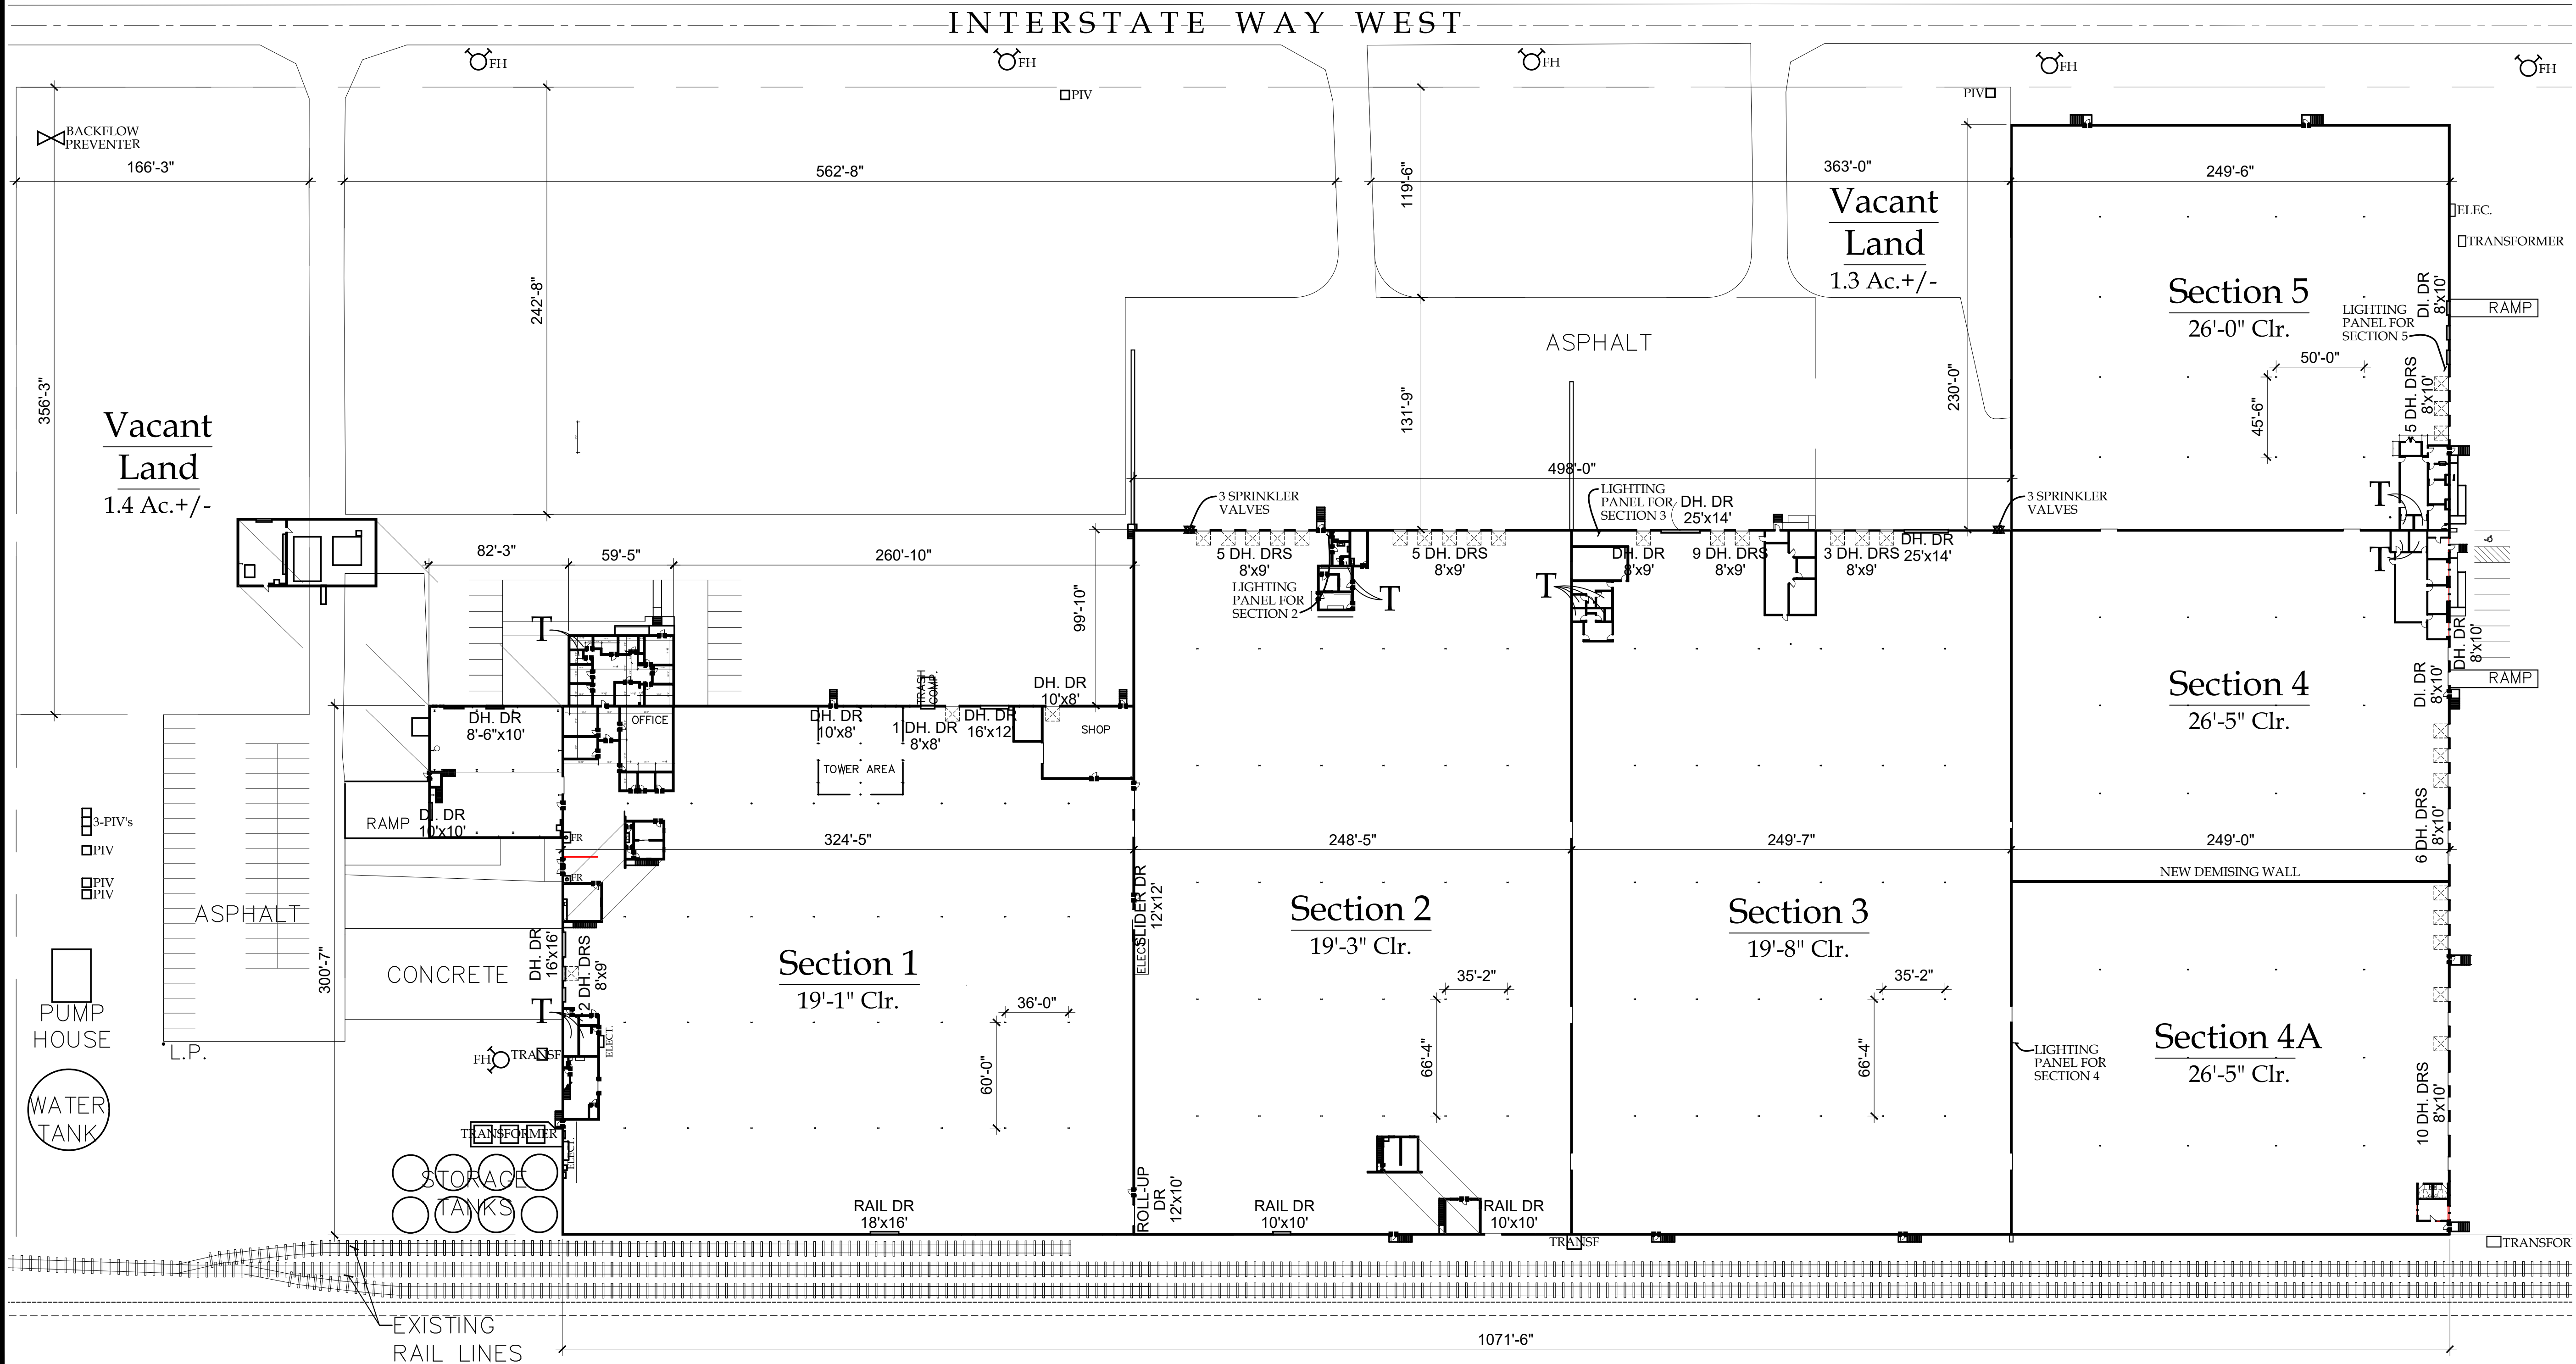 INTERSTATE WAY WEST
FH
FH
FH
FH
FH
PIV
PIV
BACKFLOW
PREVENTER
166'-3"
562'-8"
363'-0"
249'-6"
119'-6"
242'-8"
356'-3"
131'-9"
230'-0"
Vacant
Land
1.3 Ac.+/-
ELEC.
TRANSFORMER
Section 5
26'-0" Clr.
DI. DR
8'x10'
RAMP
LIGHTING
PANEL FOR
SECTION 5
50'-0"
45'-6"
5 DH. DRS
8'x10'
ASPHALT
Vacant
Land
1.4 Ac.+/-
498'-0"
3 SPRINKLER
VALVES
LIGHTING
PANEL FOR
SECTION 3
DH. DR
25'x14'
3 SPRINKLER
VALVES
T
82'-3"
59'-5"
260'-10"
99'-10"
5 DH. DRS
8'x9'
5 DH. DRS
8'x9'
DH. DR
8'x9'
9 DH. DRS
8'x9'
3 DH. DRS
8'x9'
DH. DR
25'x14'
T
LIGHTING
PANEL FOR
SECTION 2
T
T
T
DH. DR
8'x10'
DI. DR
8'x10'
RAMP
Section 4
26'-5" Clr.
TRASH
COMP.
DH. DR
10'x8'
DH. DR
8'-6"x10'
OFFICE
DH. DR
10'x8'
1 DH. DR
8'x8'
DH. DR
16'x12'
SHOP
TOWER AREA
RAMP
DI. DR
10'x10'
3-PIV's
PIV
PIV
PIV
FR
FR
324'-5"
248'-5"
249'-7"
249'-0"
6 DH. DRS
8'x10'
NEW DEMISING WALL
ASPHALT
CONCRETE
300'-7"
DH. DR
16'x16'
2 DH. DRS
8'x9'
SLIDER DR
12'x12'
ELEC'S
Section 1
19'-1" Clr.
Section 2
19'-3" Clr.
Section 3
19'-8" Clr.
36'-0"
60'-0"
35'-2"
66'-4"
35'-2"
66'-4"
Section 4A
26'-5" Clr.
LIGHTING
PANEL FOR
SECTION 4
10 DH. DRS
8'x10'
PUMP
HOUSE
L.P.
T
FH
TRANSF
ELECT.
WATER
TANK
TRANSFORMER
ELECT.
STORAGE
TANKS
RAIL DR
18'x16'
ROLL-UP
DR
12'x10'
RAIL DR
10'x10'
RAIL DR
10'x10'
TRANSF
TRANSFOR
EXISTING
RAIL LINES
1071'-6"